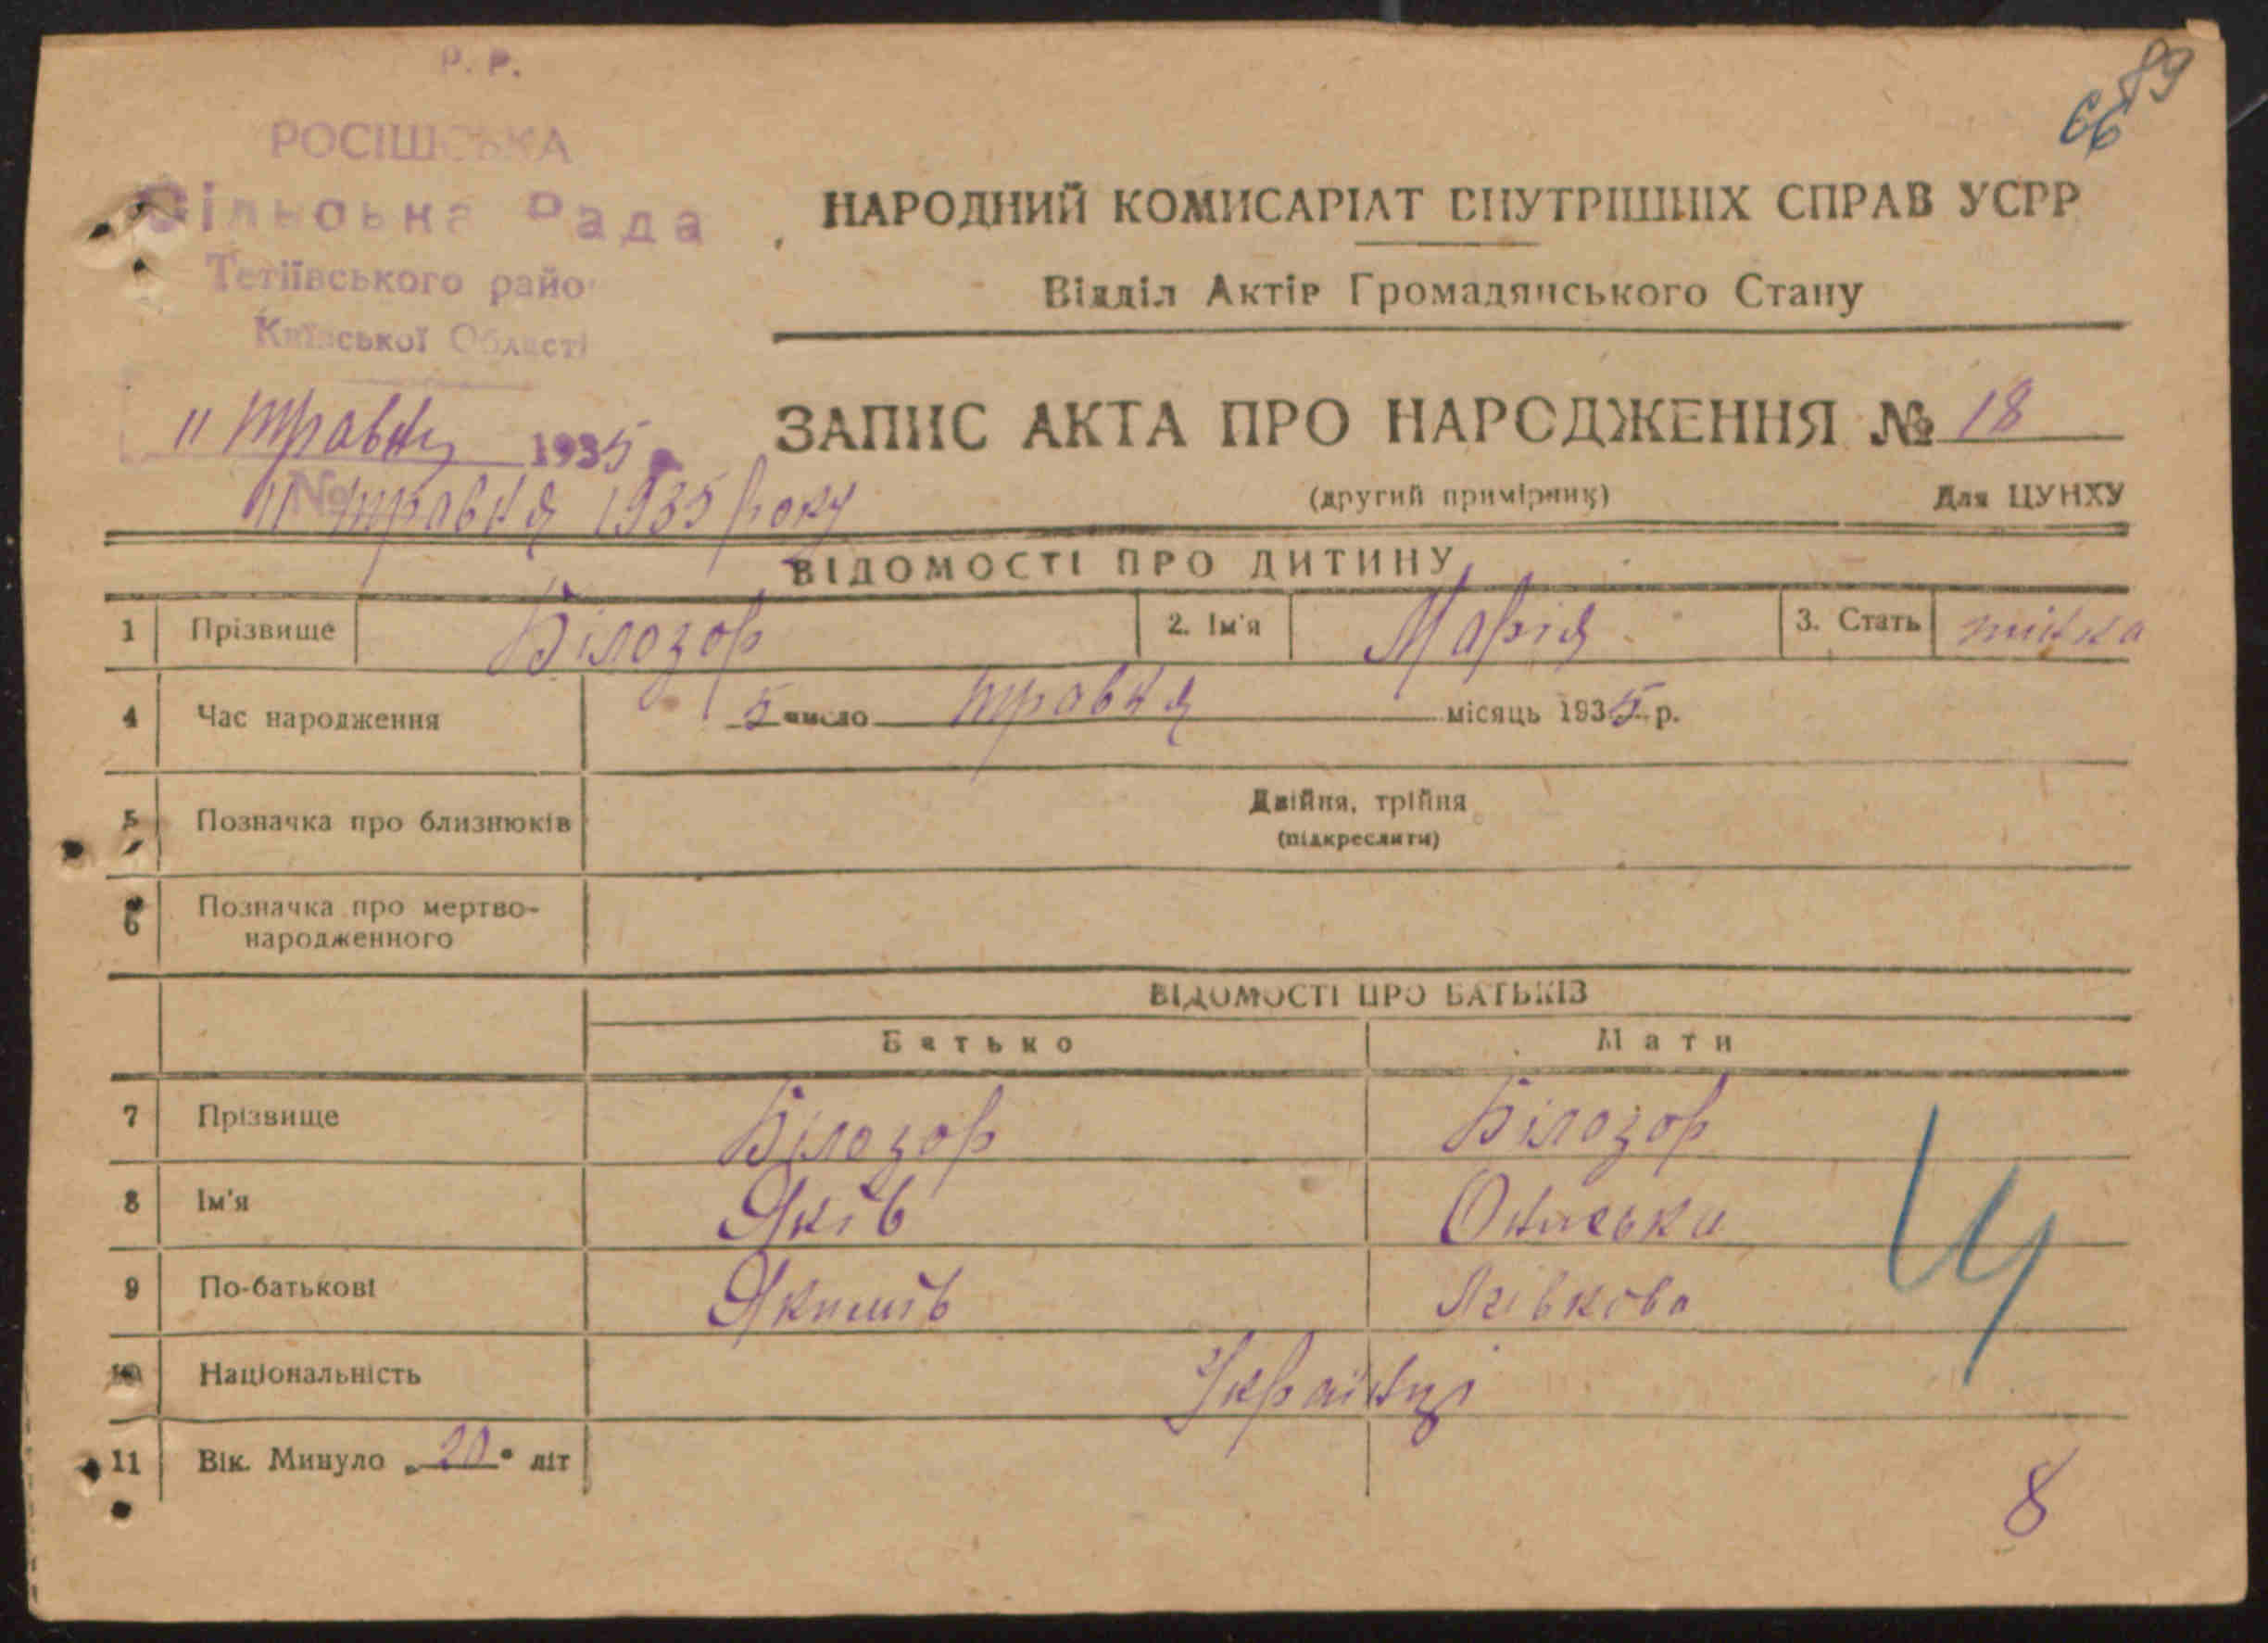 Р. Р.
89
66
РОСІШСЬКА
Сільська Рада
Тетіївського райо
Київської Області
11 травня 1935 р.
№
11 травня 1935 року
НАРОДНИЙ КОМИСАРІАТ ВНУТРІШНІХ СПРАВ УСРР
Відділ Актів Громадянського Стану
ЗАПИС АКТА ПРО НАРОДЖЕННЯ № 18
(другий примірник) Для ЦУНХУ
ВІДОМОСТІ ПРО ДИТИНУ
1 Прізвище Білозор 2. Ім'я Марія 3. Стать жінка
4 Час народження 5 число травня місяць 1935 р.
5 Позначка про близнюків Двійня, трійня
(підкреслити)
6 Позначка про мертво-
народженного
ВІДОМОСТІ ПРО БАТЬКІВ
Батько Мати
7 Прізвище Білозор Білозор
8 Ім'я Яків Онаська
9 По-батькові Якимів
10 Національність Українці
11 Вік. Минуло „20" літ
8